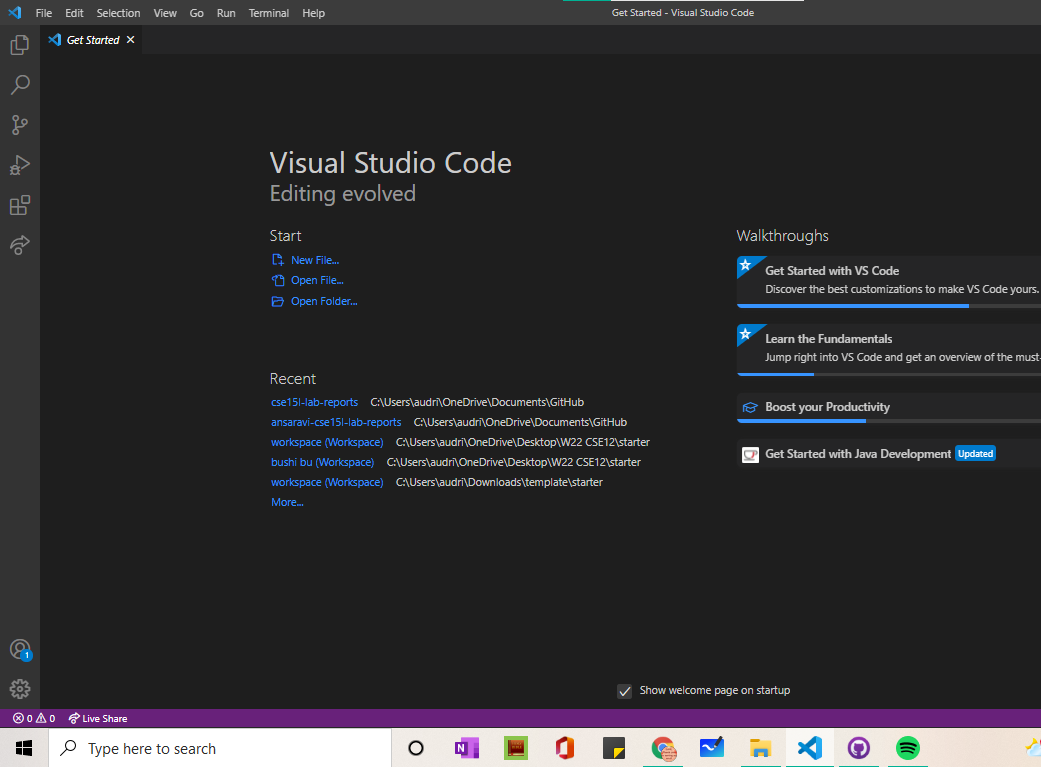 File Edit Selection View Go Run Terminal Help
Get Started - Visual Studio Code
Get Started
Visual Studio Code
Editing evolved
Start
New File...
Open File...
Open Folder...
Recent
cse15l-lab-reports C:\Users\audri\OneDrive\Documents\GitHub
ansaravi-cse15l-lab-reports C:\Users\audri\OneDrive\Documents\GitHub
workspace (Workspace) C:\Users\audri\OneDrive\Desktop\W22 CSE12\starter
bushi bu (Workspace) C:\Users\audri\OneDrive\Desktop\W22 CSE12\starter
workspace (Workspace) C:\Users\audri\Downloads\template\starter
More...
Walkthroughs
Get Started with VS Code
Discover the best customizations to make VS Code yours.
Learn the Fundamentals
Jump right into VS Code and get an overview of the must-
Boost your Productivity
Get Started with Java Development Updated
Show welcome page on startup
1
0 0 Live Share
Type here to search
N